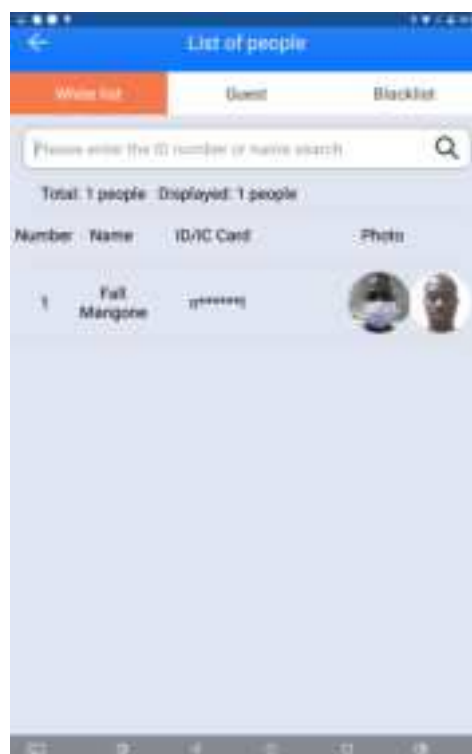 List of people
White list Guest Blacklist
Please enter the ID number or name search
Total: 1 people Displayed: 1 people
Number Name ID/IC Card Photo
1 Fall Mangone